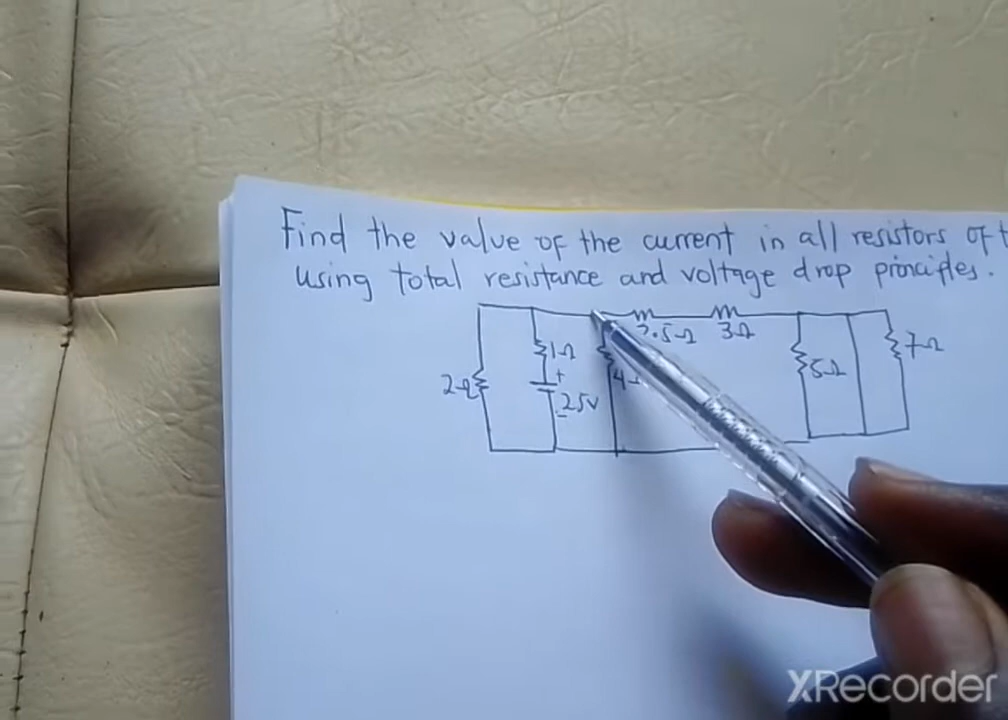 Find the value of the current in all resistors of
using total resistance and voltage drop principles.
2.5Ω 3Ω
1Ω 7Ω
2Ω + 4 5Ω
- 25V
XRecorder